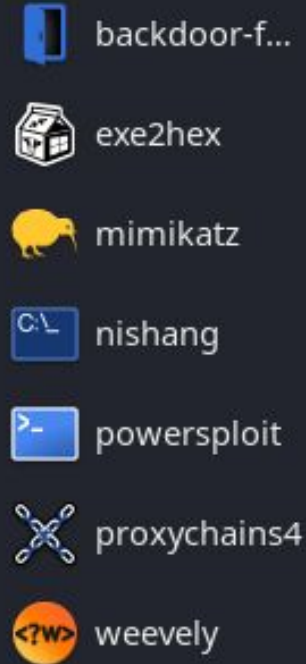 backdoor-f...
exe2hex
mimikatz
C:\_
nishang
>_
powersploit
proxychains4
<?w>
weevely